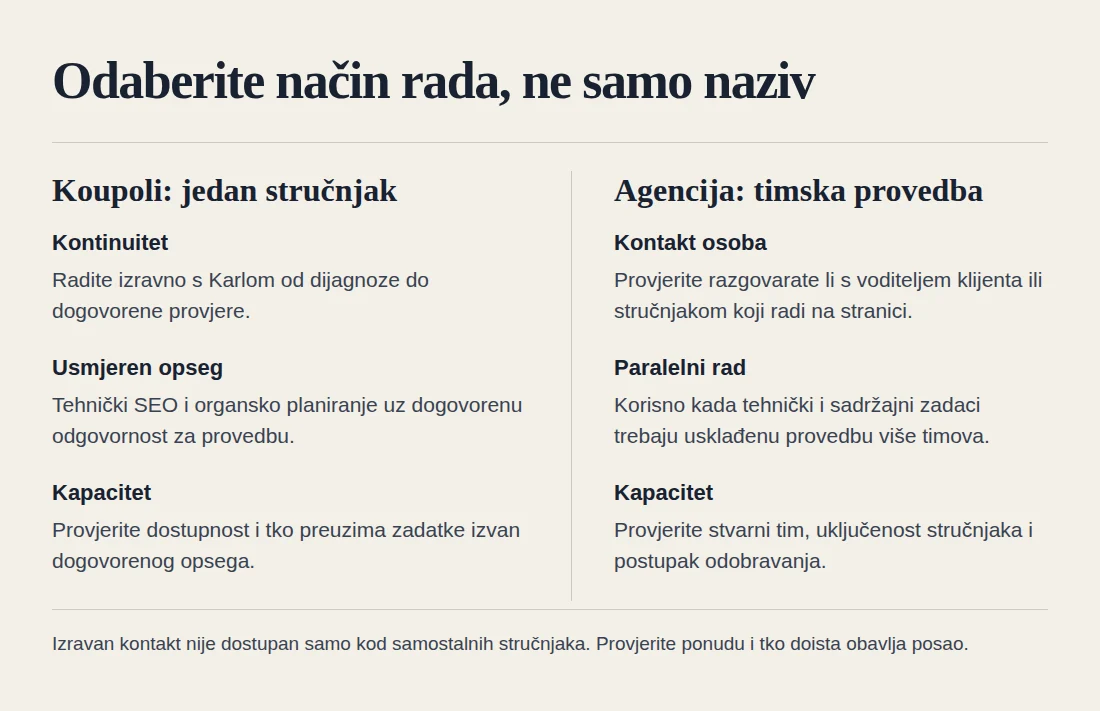 Odaberite način rada, ne samo naziv
Koupoli: jedan stručnjak
Kontinuitet
Radite izravno s Karlom od dijagnoze do
dogovorene provjere.
Usmjeren opseg
Tehnički SEO i organsko planiranje uz dogovorenu
odgovornost za provedbu.
Kapacitet
Provjerite dostupnost i tko preuzima zadatke izvan
dogovorenog opsega.
Agencija: timska provedba
Kontakt osoba
Provjerite razgovarate li s voditeljem klijenta ili
stručnjakom koji radi na stranici.
Paralelni rad
Korisno kada tehnički i sadržajni zadaci
trebaju usklađenu provedbu više timova.
Kapacitet
Provjerite stvarni tim, uključenost stručnjaka i
postupak odobravanja.
Izravan kontakt nije dostupan samo kod samostalnih stručnjaka. Provjerite ponudu i tko doista obavlja posao.